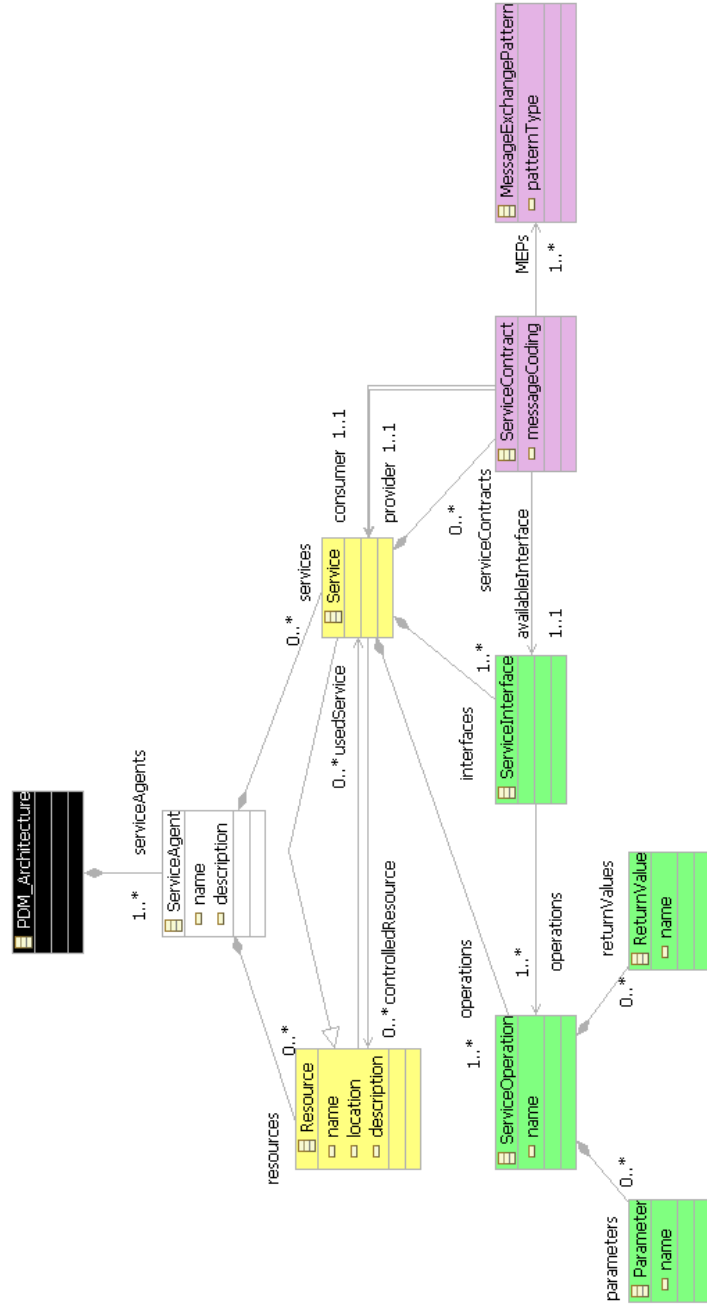 PDM_Architecture
serviceAgents
1..*
ServiceAgent
name
description
resources
0..*
services
0..*
Resource
name
location
description
0..* usedService
0..* controlledResource
Service
consumer 1..1
provider 1..1
operations
1..*
interfaces
1..*
serviceContracts
0..*
ServiceOperation
name
operations
1..*
ServiceInterface
availableInterface
1..1
ServiceContract
messageCoding
MEPs
1..*
MessageExchangePattern
patternType
parameters
0..*
returnValues
0..*
Parameter
name
ReturnValue
name